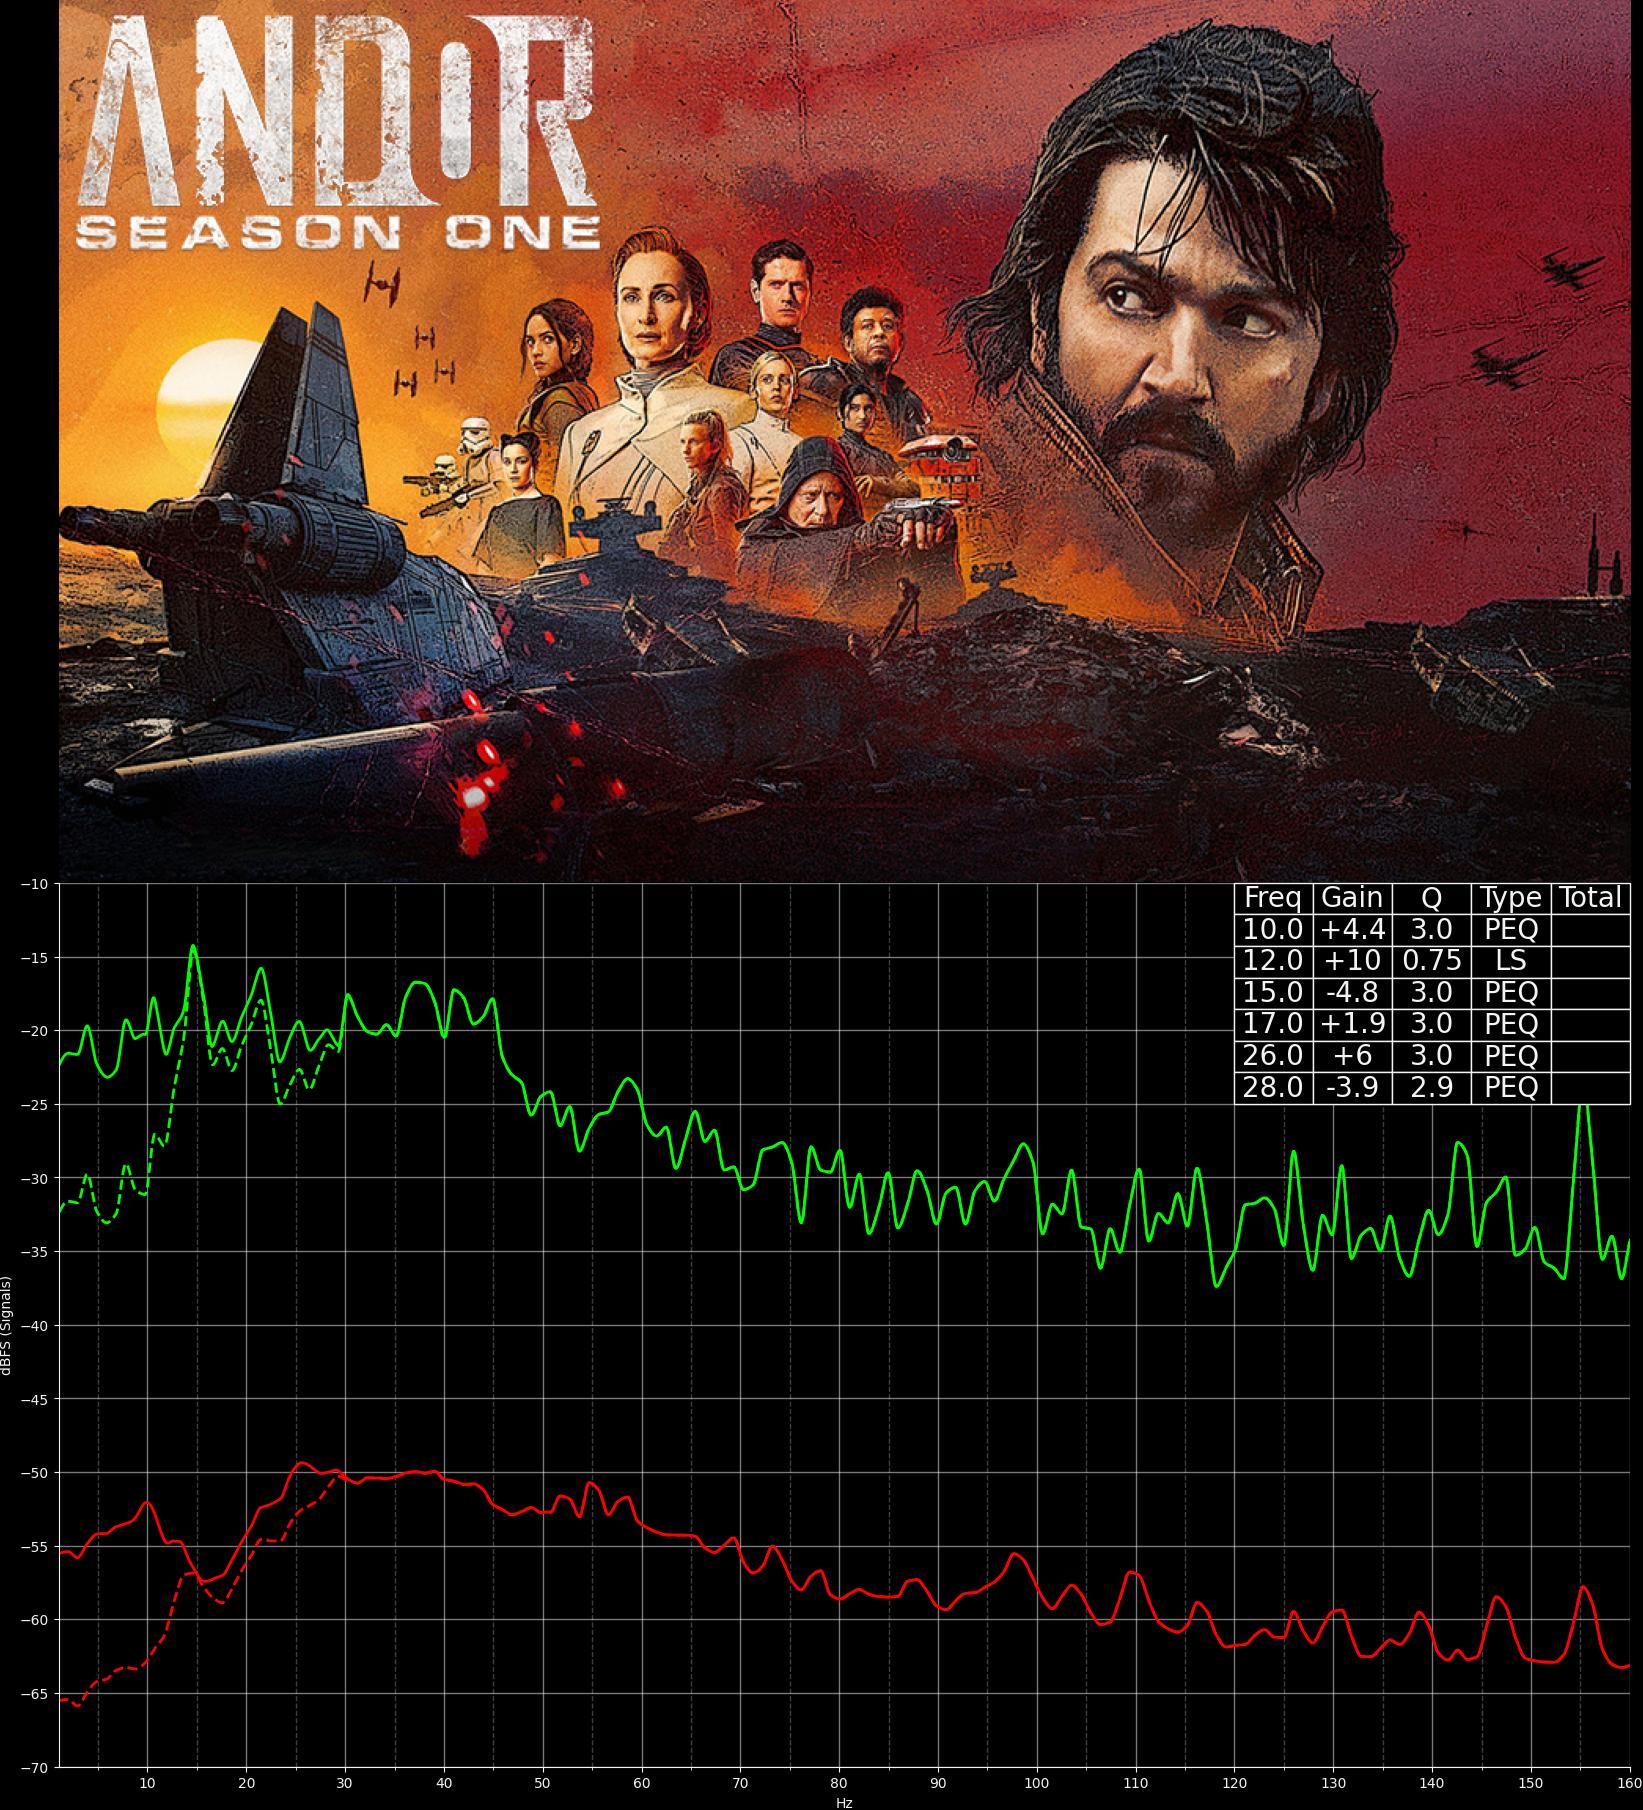 ANDOR
SEASON ONE
Freq Gain Q Type Total
10.0 +4.4 3.0 PEQ
12.0 +10 0.75 LS
15.0 -4.8 3.0 PEQ
17.0 +1.9 3.0 PEQ
26.0 +6 3.0 PEQ
28.0 -3.9 2.9 PEQ
−10
−15
−20
−25
−30
−35
−40
−45
−50
−55
−60
−65
−70
dBFS (Signals)
10 20 30 40 50 60 70 80 90 100 110 120 130 140 150 160
Hz